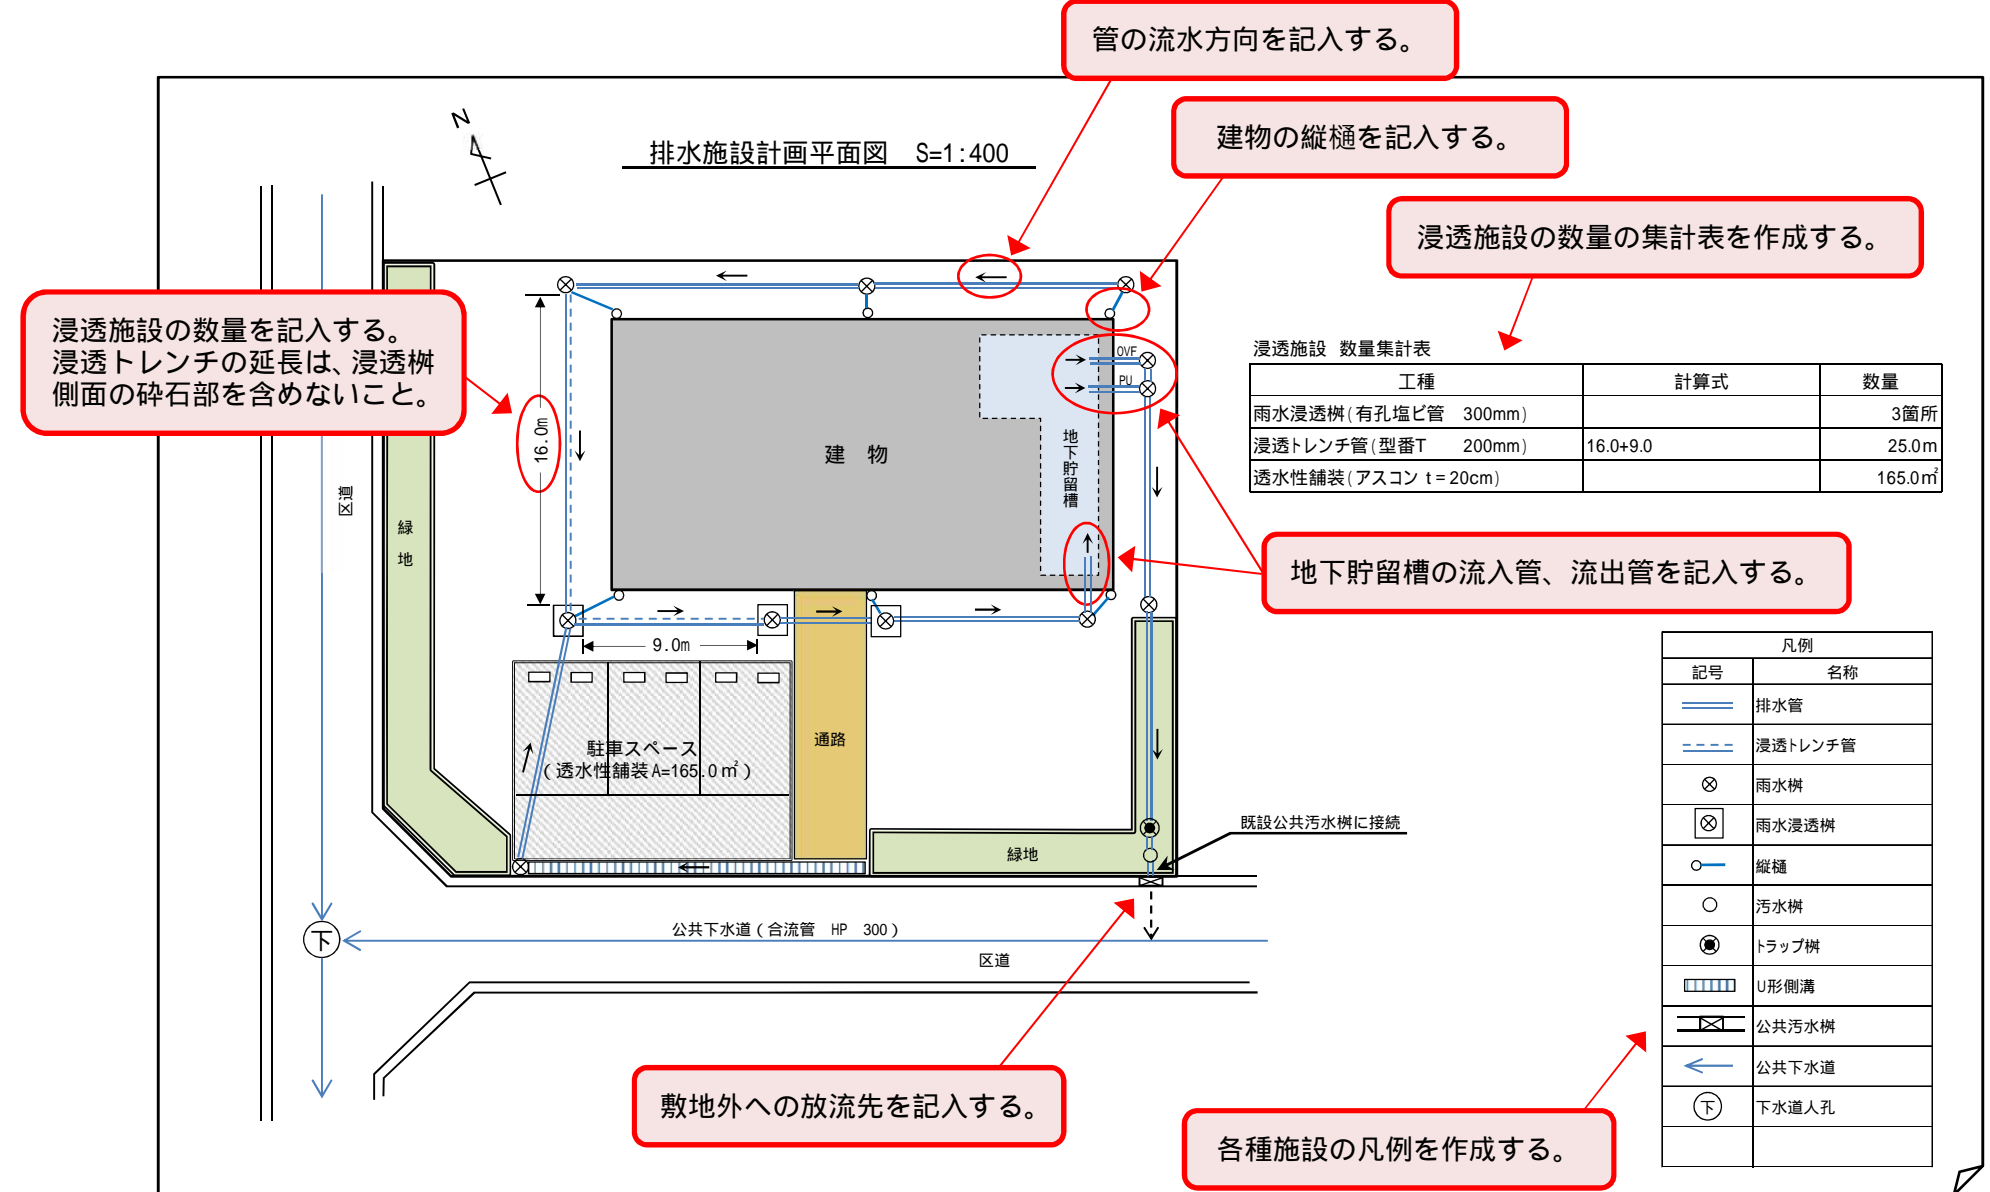 管の流水方向を記入する。
建物の縦樋を記入する。
排水施設計画平面図 S=1:400
N
浸透施設の数量の集計表を作成する。
浸透施設の数量を記入する。
浸透トレンチの延長は、浸透桝
側面の砕石部を含めないこと。
浸透施設 数量集計表
工種 計算式 数量
雨水浸透桝(有孔塩ビ管 300mm) 3箇所
浸透トレンチ管(型番T 200mm) 16.0+9.0 25.0m
透水性舗装(アスコン t=20cm) 165.0㎡
OVF
PU
16.0m
建 物
地下貯留槽
区道
緑地
地下貯留槽の流入管、流出管を記入する。
9.0m
駐車スペース
(透水性舗装A=165.0㎡)
通路
緑地
既設公共汚水桝に接続
公共下水道(合流管 HP 300)
区道
下
敷地外への放流先を記入する。
各種施設の凡例を作成する。
凡例
記号 名称
排水管
浸透トレンチ管
雨水桝
雨水浸透桝
縦樋
汚水桝
トラップ桝
U形側溝
公共汚水桝
公共下水道
下 下水道人孔